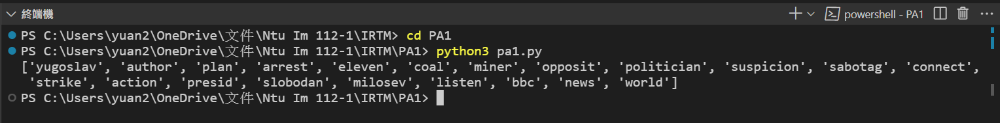 終端機
powershell - PA1
PS C:\Users\yuan2\OneDrive\文件\Ntu Im 112-1\IRTM> cd PA1
PS C:\Users\yuan2\OneDrive\文件\Ntu Im 112-1\IRTM\PA1> python3 pa1.py
['yugoslav', 'author', 'plan', 'arrest', 'eleven', 'coal', 'miner', 'opposit', 'politician', 'suspicion', 'sabotag', 'connect',
'strike', 'action', 'presid', 'slobodan', 'milosev', 'listen', 'bbc', 'news', 'world']
PS C:\Users\yuan2\OneDrive\文件\Ntu Im 112-1\IRTM\PA1>